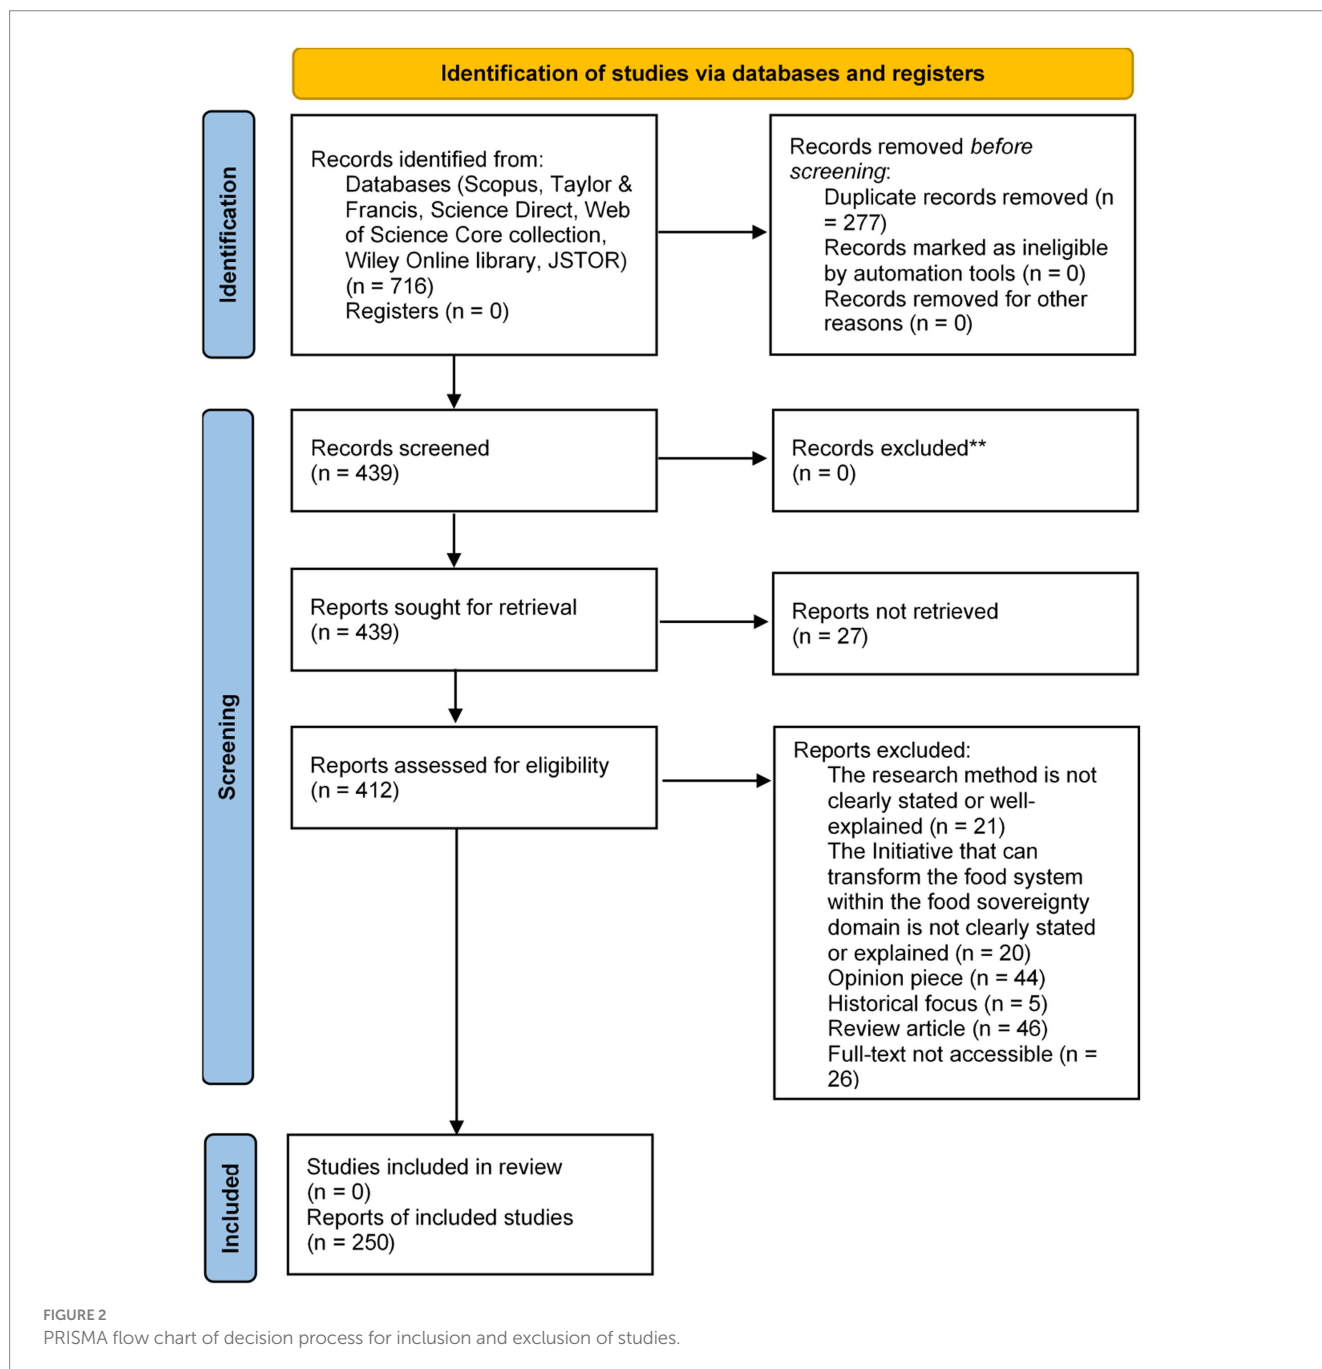 Identification of studies via databases and registers
Identification
Records identified from:
Databases (Scopus, Taylor &
Francis, Science Direct, Web
of Science Core collection,
Wiley Online library, JSTOR)
(n = 716)
Registers (n = 0)
Records removed before
screening:
Duplicate records removed (n
= 277)
Records marked as ineligible
by automation tools (n = 0)
Records removed for other
reasons (n = 0)
Screening
Records screened
(n = 439)
Records excluded**
(n = 0)
Reports sought for retrieval
(n = 439)
Reports not retrieved
(n = 27)
Reports assessed for eligibility
(n = 412)
Reports excluded:
The research method is not
clearly stated or well-
explained (n = 21)
The Initiative that can
transform the food system
within the food sovereignty
domain is not clearly stated
or explained (n = 20)
Opinion piece (n = 44)
Historical focus (n = 5)
Review article (n = 46)
Full-text not accessible (n =
26)
Included
Studies included in review
(n = 0)
Reports of included studies
(n = 250)
FIGURE 2
PRISMA flow chart of decision process for inclusion and exclusion of studies.